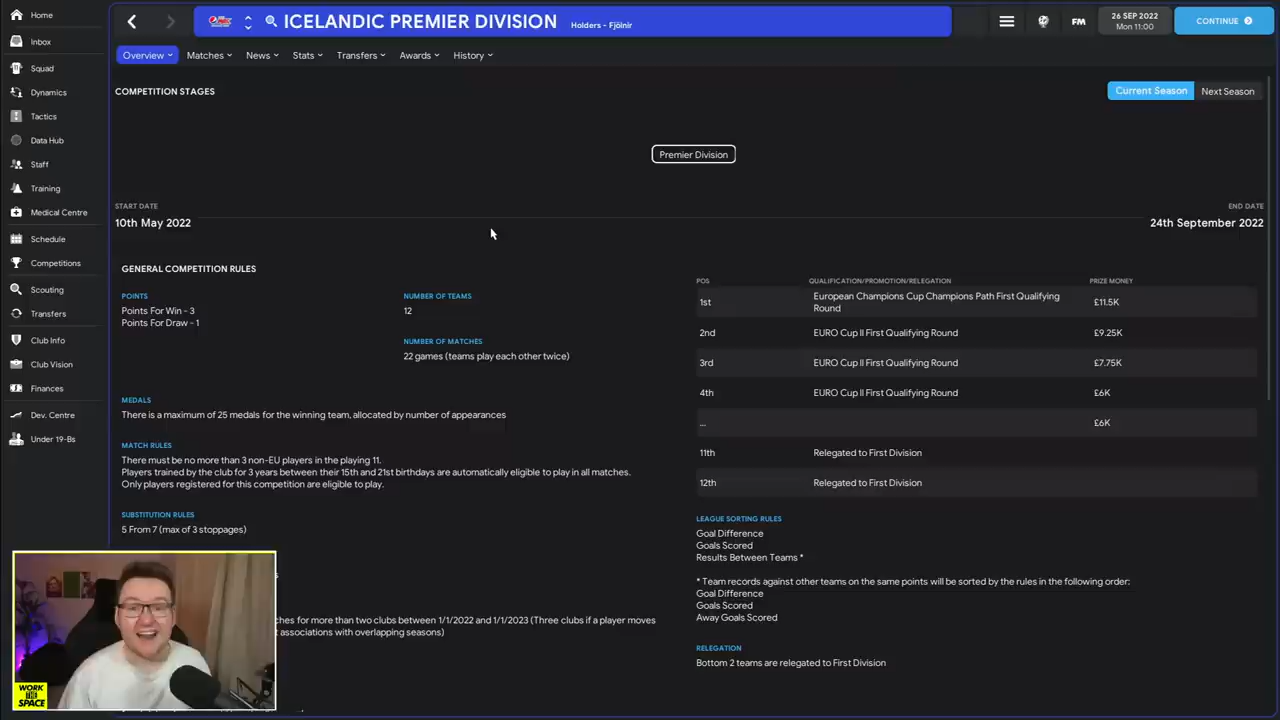 Home
Inbox
Squad
Dynamics
Tactics
Data Hub
Staff
Training
Medical Centre
Schedule
Competitions
Scouting
Transfers
Club Info
Club Vision
Finances
Dev. Centre
Under 19-Bs
ICELANDIC PREMIER DIVISION Holders - Fjölnir
FM
26 SEP 2022
Mon 11:00
CONTINUE
Overview Matches News Stats Transfers Awards History
COMPETITION STAGES
Current Season Next Season
Premier Division
START DATE
10th May 2022
END DATE
24th September 2022
GENERAL COMPETITION RULES
POINTS
Points For Win - 3
Points For Draw - 1
NUMBER OF TEAMS
12
NUMBER OF MATCHES
22 games (teams play each other twice)
MEDALS
There is a maximum of 25 medals for the winning team, allocated by number of appearances
MATCH RULES
There must be no more than 3 non-EU players in the playing 11.
Players trained by the club for 3 years between their 15th and 21st birthdays are automatically eligible to play in all matches.
Only players registered for this competition are eligible to play.
SUBSTITUTION RULES
5 From 7 (max of 3 stoppages)
ches for more than two clubs between 1/1/2022 and 1/1/2023 (Three clubs if a player moves
t associations with overlapping seasons)
POS QUALIFICATION/PROMOTION/RELEGATION PRIZE MONEY
1st European Champions Cup Champions Path First Qualifying Round £11.5K
2nd EURO Cup II First Qualifying Round £9.25K
3rd EURO Cup II First Qualifying Round £7.75K
4th EURO Cup II First Qualifying Round £6K
... £6K
11th Relegated to First Division
12th Relegated to First Division
LEAGUE SORTING RULES
Goal Difference
Goals Scored
Results Between Teams *
* Team records against other teams on the same points will be sorted by the rules in the following order:
Goal Difference
Goals Scored
Away Goals Scored
RELEGATION
Bottom 2 teams are relegated to First Division
WORK
THE
SPACE